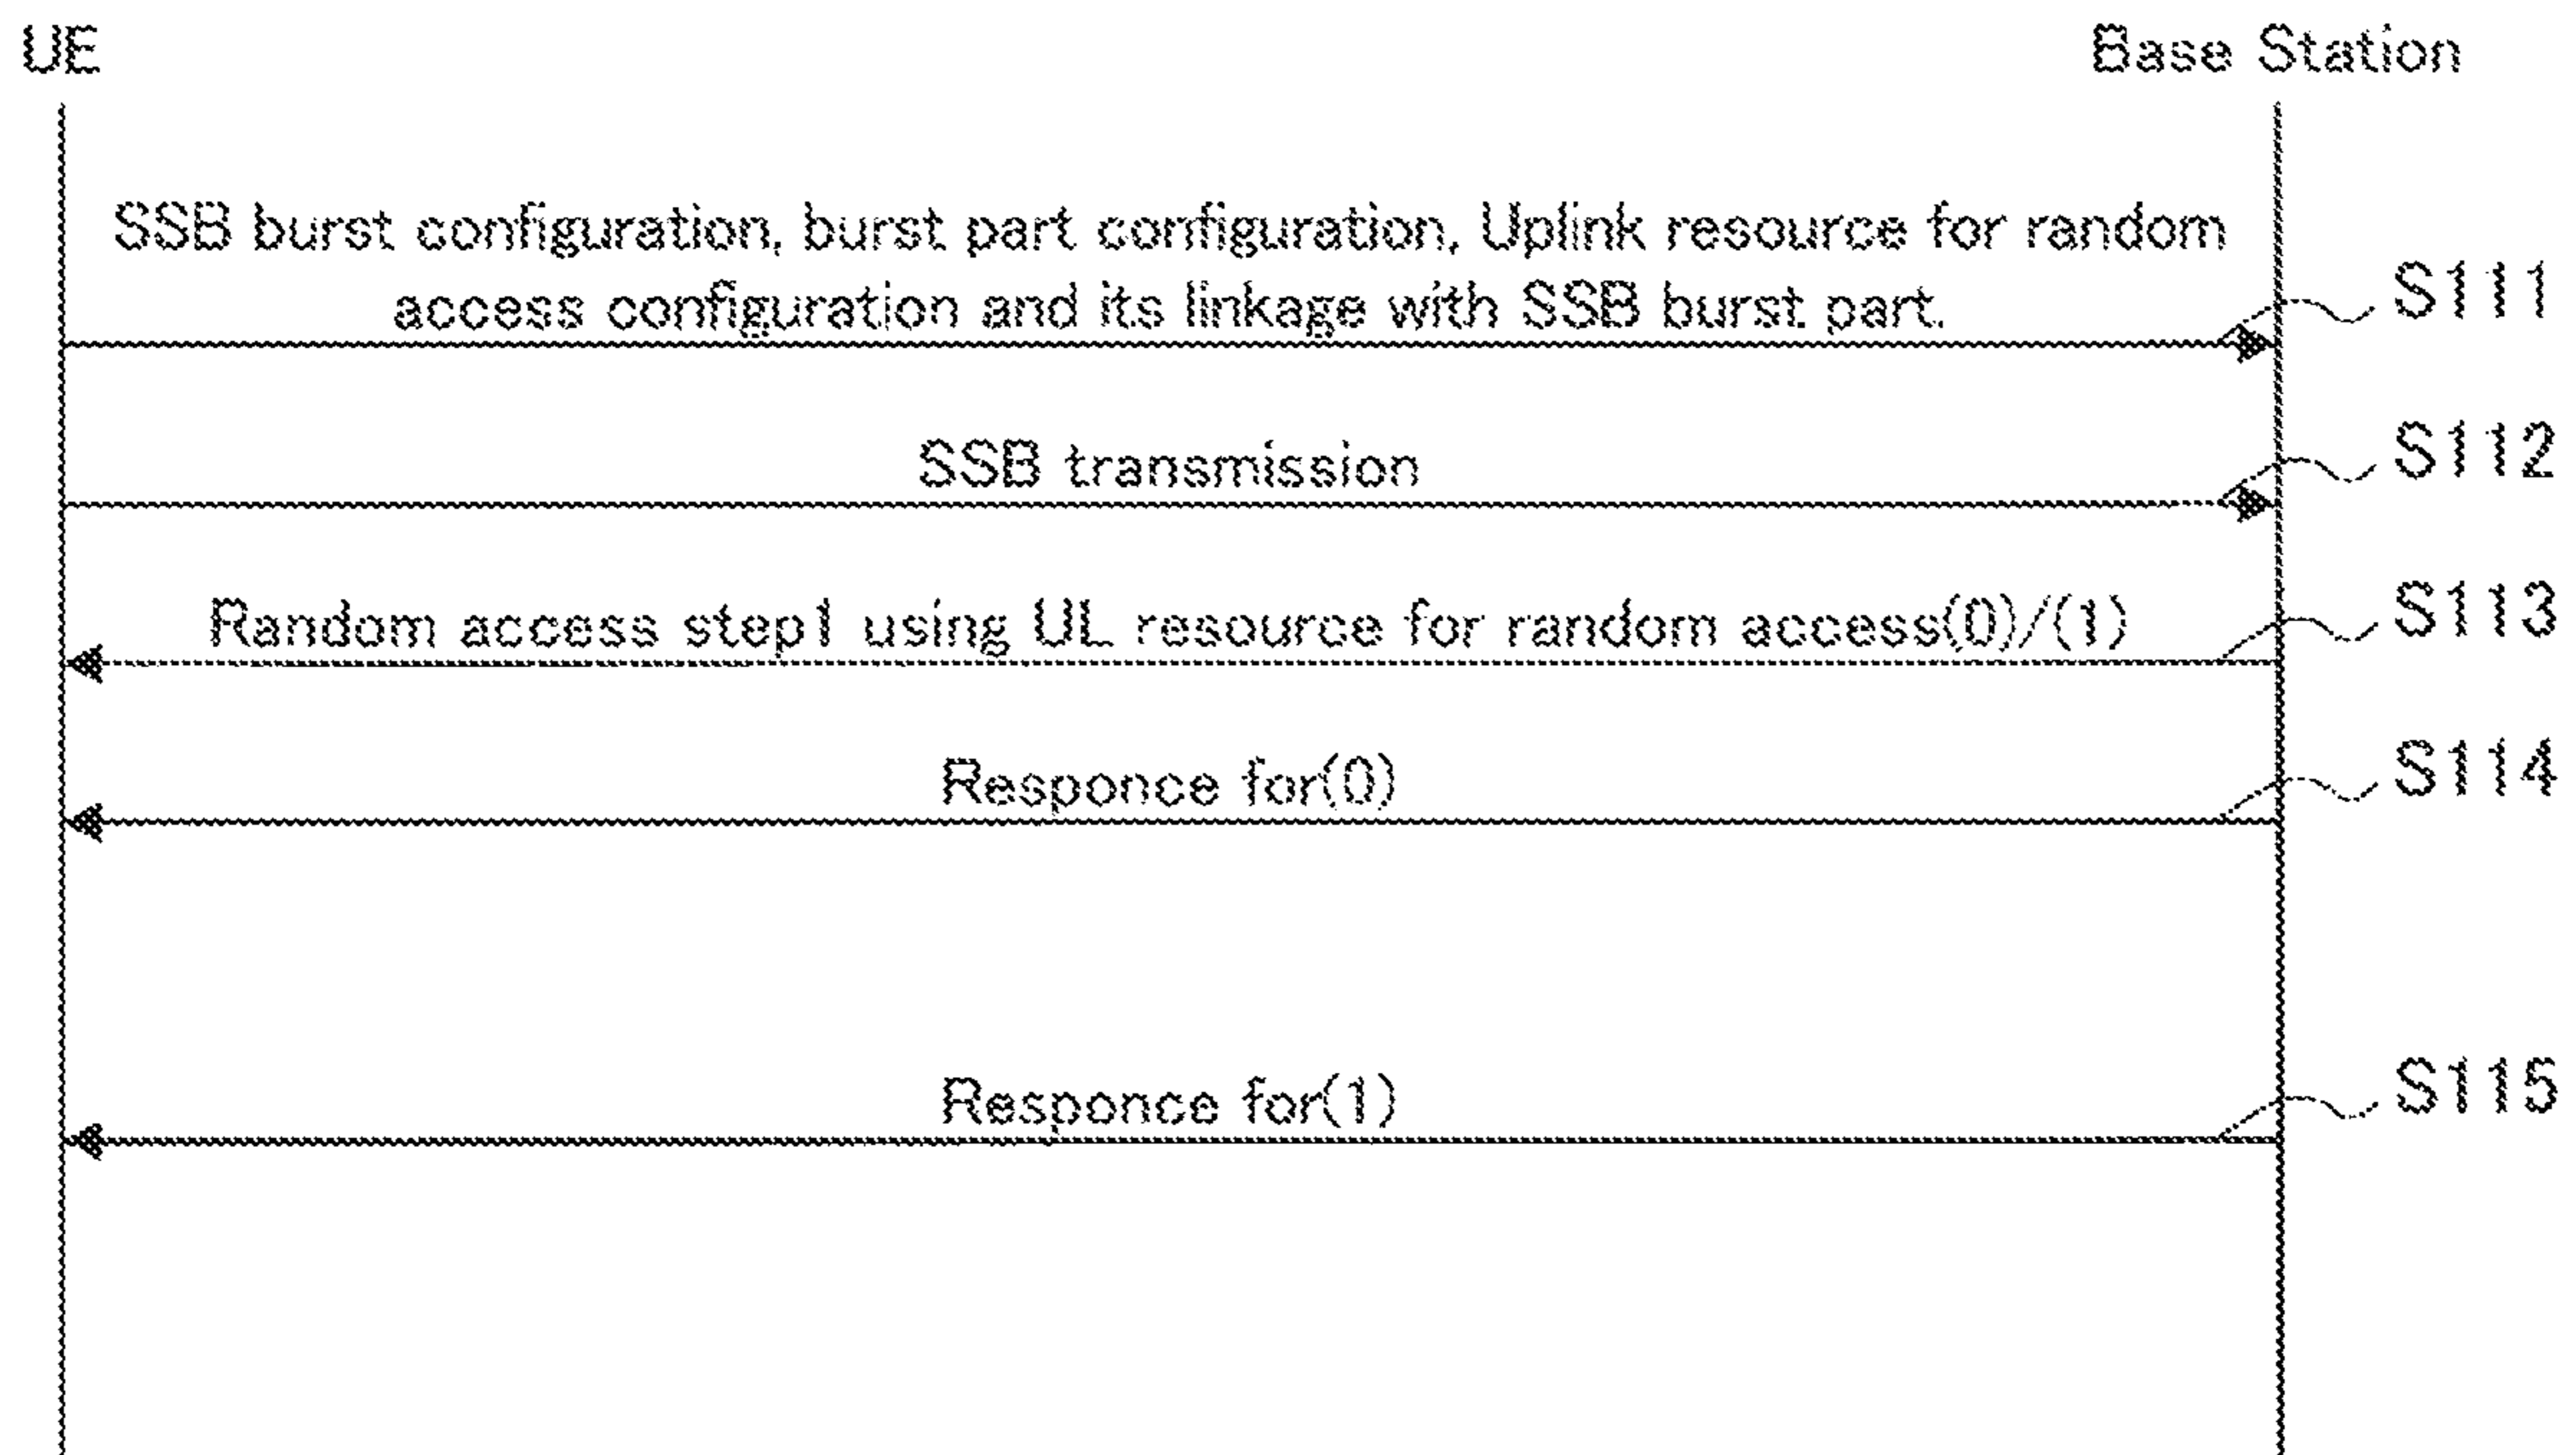 UE
Base Station
SSB burst configuration, burst part configuration, Uplink resource for random
access configuration and its linkage with SSB burst part.
S111
SSB transmission
S112
Random access step1 using UL resource for random access(0)/(1)
S113
Responce for(0)
S114
Responce for(1)
S115